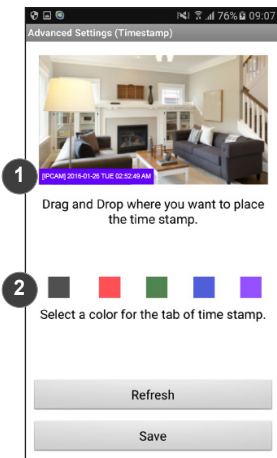 76% 09:07
Advanced Settings (Timestamp)
1
[IPCAM] 2016-01-26 TUE 02:52:49 AM
Drag and Drop where you want to place
the time stamp.
2
Select a color for the tab of time stamp.
Refresh
Save